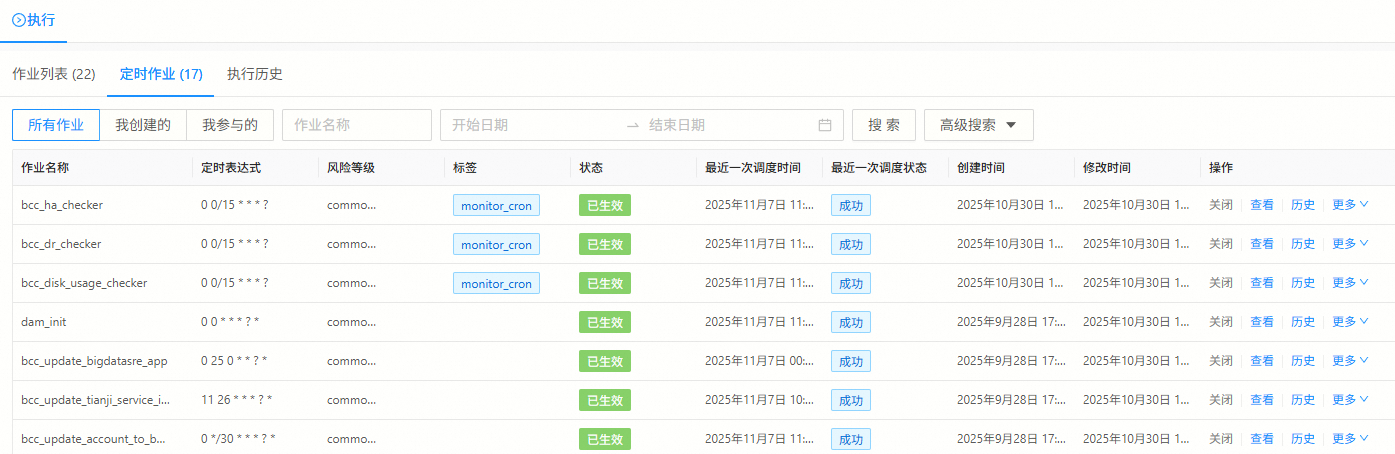 执行
作业列表 (22) 定时作业 (17) 执行历史
所有作业 我创建的 我参与的 作业名称 开始日期 → 结束日期 搜 索 高级搜索
作业名称 定时表达式 风险等级 标签 状态 最近一次调度时间 最近一次调度状态 创建时间 修改时间 操作
bcc_ha_checker 0 0/15 * * * ? commo... monitor_cron 已生效 2025年11月7日 11:... 成功 2025年10月30日 1... 2025年10月30日 1... 关闭 查看 历史 更多
bcc_dr_checker 0 0/15 * * * ? commo... monitor_cron 已生效 2025年11月7日 11:... 成功 2025年10月30日 1... 2025年10月30日 1... 关闭 查看 历史 更多
bcc_disk_usage_checker 0 0/15 * * * ? commo... monitor_cron 已生效 2025年11月7日 11:... 成功 2025年10月30日 1... 2025年10月30日 1... 关闭 查看 历史 更多
dam_init 0 0 * * * ? * commo... 已生效 2025年11月7日 11:... 成功 2025年9月28日 17:... 2025年10月30日 1... 关闭 查看 历史 更多
bcc_update_bigdatasre_app 0 25 0 * * ? * commo... 已生效 2025年11月7日 00:... 成功 2025年9月28日 17:... 2025年10月30日 1... 关闭 查看 历史 更多
bcc_update_tianji_service_i... 11 26 * * * ? * commo... 已生效 2025年11月7日 10:... 成功 2025年9月28日 17:... 2025年10月30日 1... 关闭 查看 历史 更多
bcc_update_account_to_b... 0 */30 * * * ? * commo... 已生效 2025年11月7日 11:... 成功 2025年9月28日 17:... 2025年10月30日 1... 关闭 查看 历史 更多